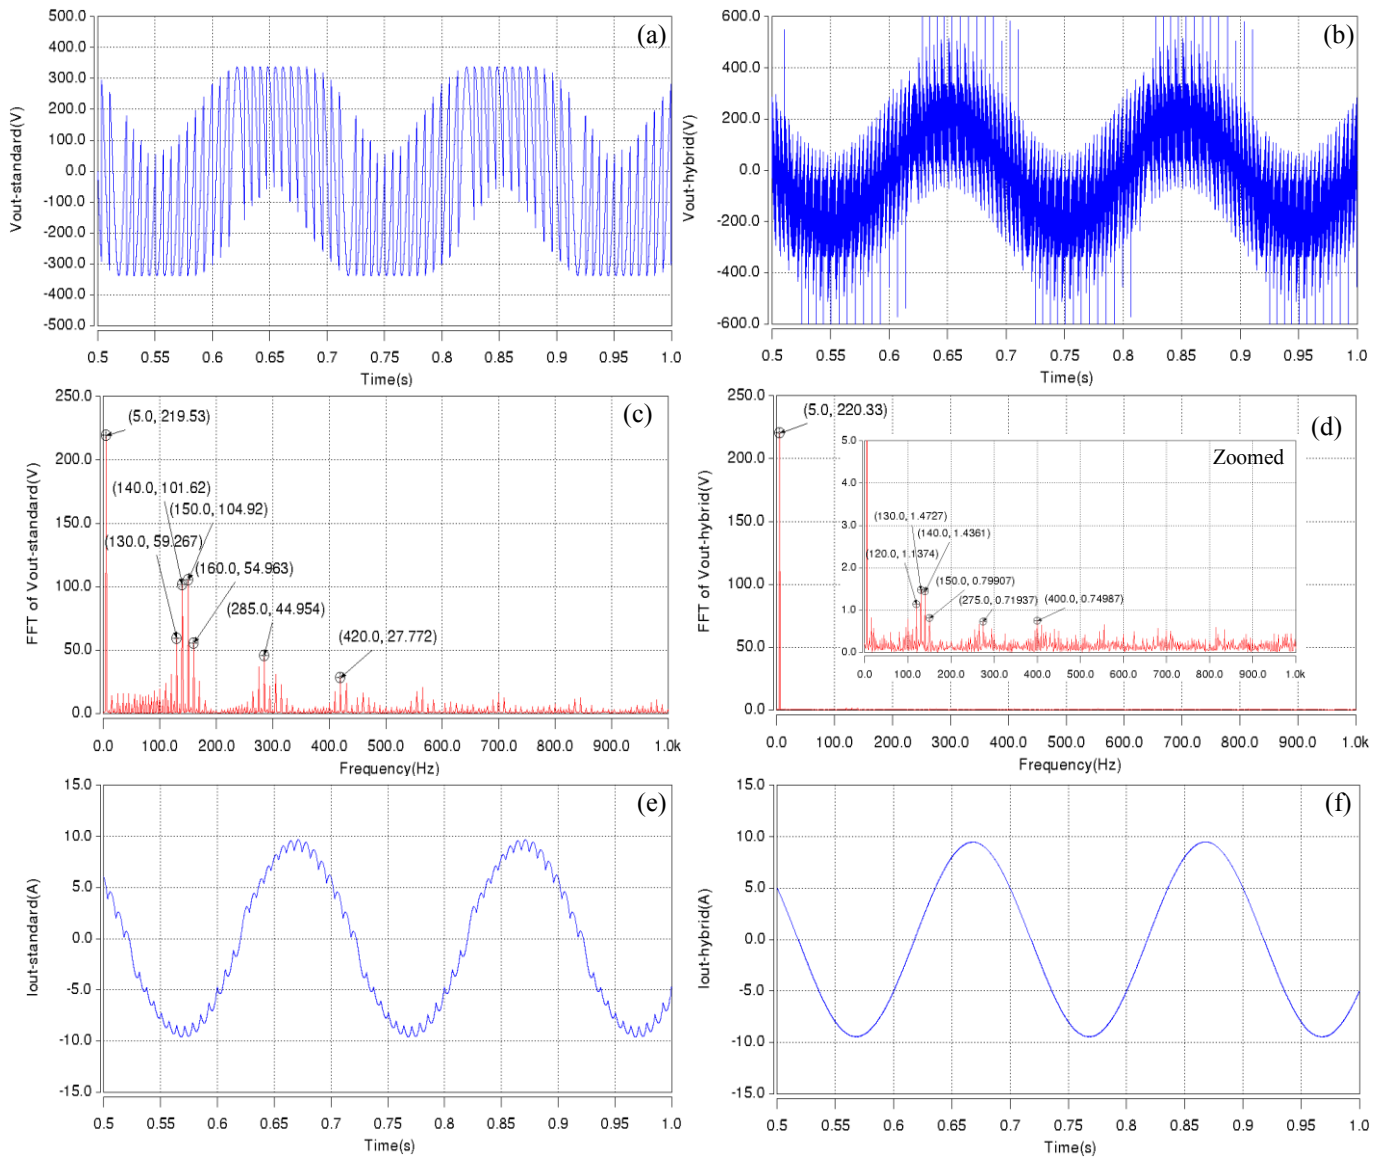 500.0
400.0
300.0
200.0
100.0
0.0
-100.0
-200.0
-300.0
-400.0
-500.0
Vout-standard(V)
(a)
0.5 0.55 0.6 0.65 0.7 0.75 0.8 0.85 0.9 0.95 1.0
Time(s)
600.0
400.0
200.0
0.0
-200.0
-400.0
-600.0
Vout-hybrid(V)
(b)
0.5 0.55 0.6 0.65 0.7 0.75 0.8 0.85 0.9 0.95 1.0
Time(s)
250.0
200.0
150.0
100.0
50.0
0.0
FFT of Vout-standard(V)
(c)
(5.0, 219.53)
(140.0, 101.62)
(150.0, 104.92)
(130.0, 59.267)
(160.0, 54.963)
(285.0, 44.954)
(420.0, 27.772)
0.0 100.0 200.0 300.0 400.0 500.0 600.0 700.0 800.0 900.0 1.0k
Frequency(Hz)
250.0
200.0
150.0
100.0
50.0
0.0
FFT of Vout-hybrid(V)
(d)
(5.0, 220.33)
Zoomed
5.0
4.0
3.0
2.0
1.0
0.0
(130.0, 1.4727)
(140.0, 1.4361)
(120.0, 1.1374)
(150.0, 0.79907)
(275.0, 0.71937)
(400.0, 0.74987)
0.0 100.0 200.0 300.0 400.0 500.0 600.0 700.0 800.0 900.0 1.0k
0.0 100.0 200.0 300.0 400.0 500.0 600.0 700.0 800.0 900.0 1.0k
Frequency(Hz)
15.0
10.0
5.0
0.0
-5.0
-10.0
-15.0
Iout-standard(A)
(e)
0.5 0.55 0.6 0.65 0.7 0.75 0.8 0.85 0.9 0.95 1.0
Time(s)
15.0
10.0
5.0
0.0
-5.0
-10.0
-15.0
Iout-hybrid(A)
(f)
0.5 0.55 0.6 0.65 0.7 0.75 0.8 0.85 0.9 0.95 1.0
Time(s)